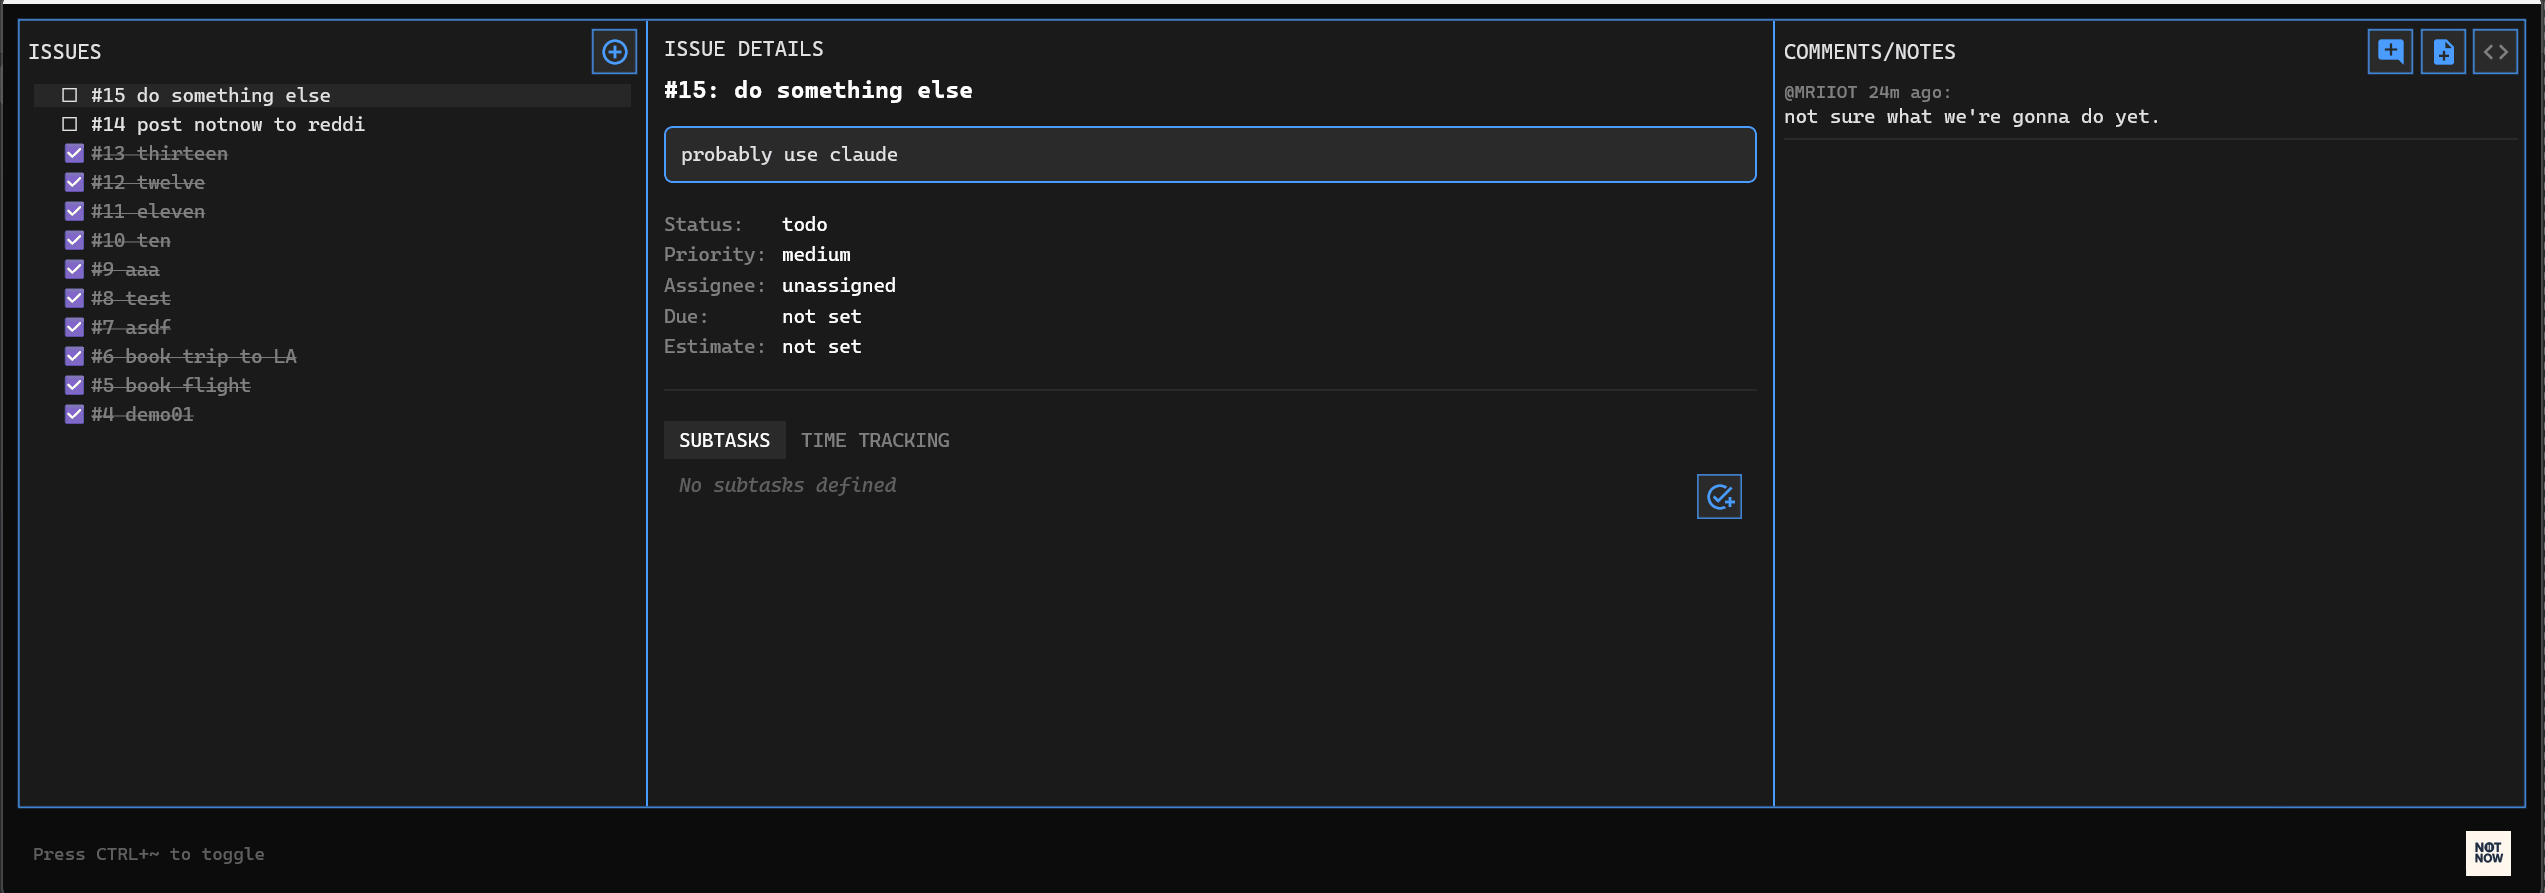 ISSUES
#15 do something else
#14 post notnow to reddi
#13 thirteen
#12 twelve
#11 eleven
#10 ten
#9 aaa
#8 test
#7 asdf
#6 book trip to LA
#5 book flight
#4 demo01
ISSUE DETAILS
#15: do something else
probably use claude
Status: todo
Priority: medium
Assignee: unassigned
Due: not set
Estimate: not set
SUBTASKS TIME TRACKING
No subtasks defined
COMMENTS/NOTES
@MRIIOT 24m ago:
not sure what we're gonna do yet.
Press CTRL+~ to toggle
NOT
NOW